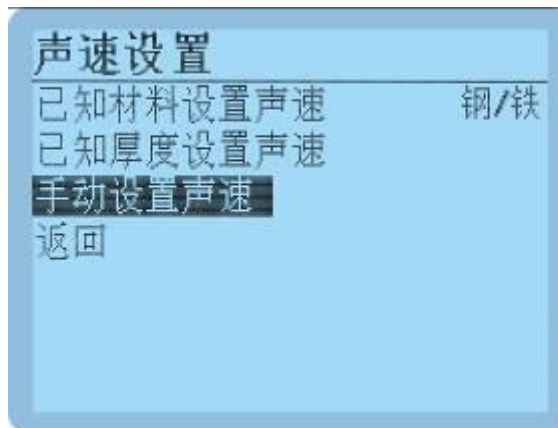 声速设置
已知材料设置声速 钢/铁
已知厚度设置声速
手动设置声速
返回